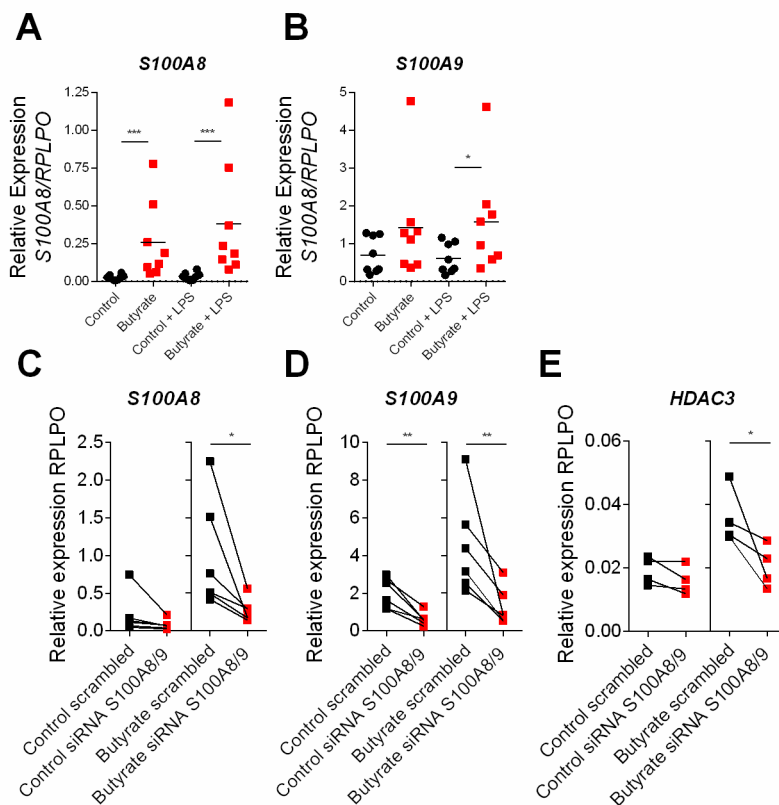 A
S100A8
Relative Expression
S100A8/RPLPO
1.25
1.00
0.75
0.50
0.25
0.00
***
***
Control
Butyrate
Control + LPS
Butyrate + LPS
B
S100A9
Relative Expression
S100A8/RPLPO
5
4
3
2
1
0
*
Control
Butyrate
Control + LPS
Butyrate + LPS
C
S100A8
Relative expression RPLPO
2.5
2.0
1.5
1.0
0.5
0.0
*
Control scrambled
Control siRNA S100A8/9
Butyrate scrambled
Butyrate siRNA S100A8/9
D
S100A9
Relative expression RPLPO
10
8
6
4
2
0
**
**
Control scrambled
Control siRNA S100A8/9
Butyrate scrambled
Butyrate siRNA S100A8/9
E
HDAC3
Relative expression RPLPO
0.06
0.04
0.02
0.00
*
Control scrambled
Control siRNA S100A8/9
Butyrate scrambled
Butyrate siRNA S100A8/9